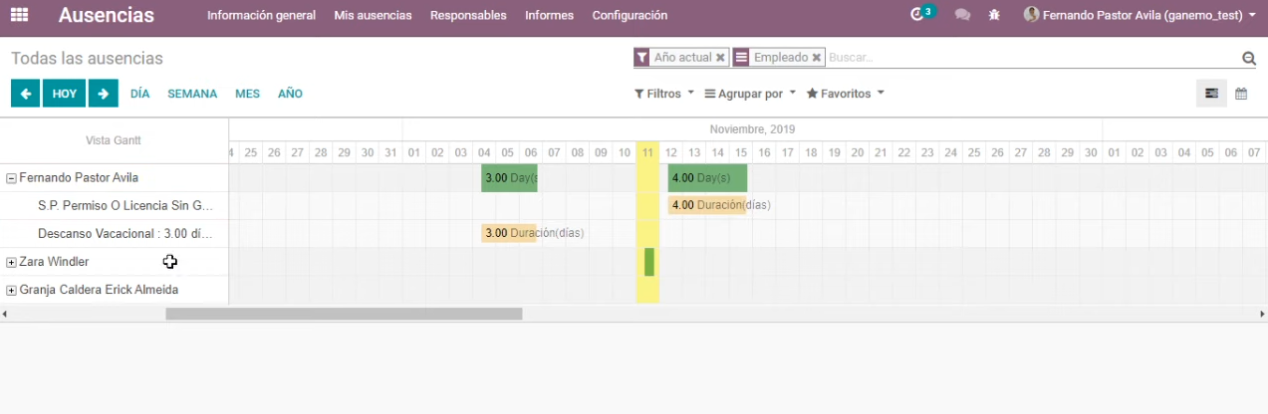 Ausencias Información general Mis ausencias Responsables Informes Configuración 3 Fernando Pastor Avila (ganemo_test)
Todas las ausencias Año actual Empleado Buscar...
HOY DÍA SEMANA MES AÑO Filtros Agrupar por Favoritos
Vista Gantt Noviembre, 2019
4 25 26 27 28 29 30 31 01 02 03 04 05 06 07 08 09 10 11 12 13 14 15 16 17 18 19 20 21 22 23 24 25 26 27 28 29 30 01 02 03 04 05 06 07
Fernando Pastor Avila 3.00 Day(s 4.00 Day(s)
S.P. Permiso O Licencia Sin G... 4.00 Duración(días)
Descanso Vacacional : 3.00 dí... 3.00 Duración(días)
Zara Windler
Granja Caldera Erick Almeida